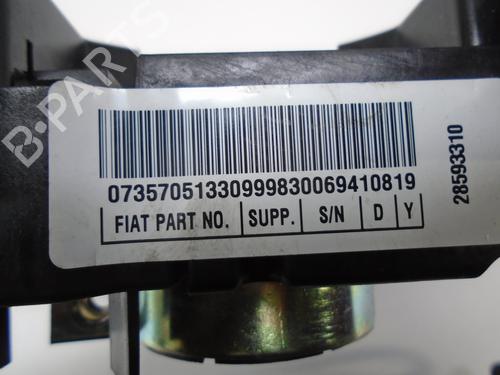 B-PARTS
07357051330999830069410819
FIAT PART NO. SUPP. S/N D Y
28593310